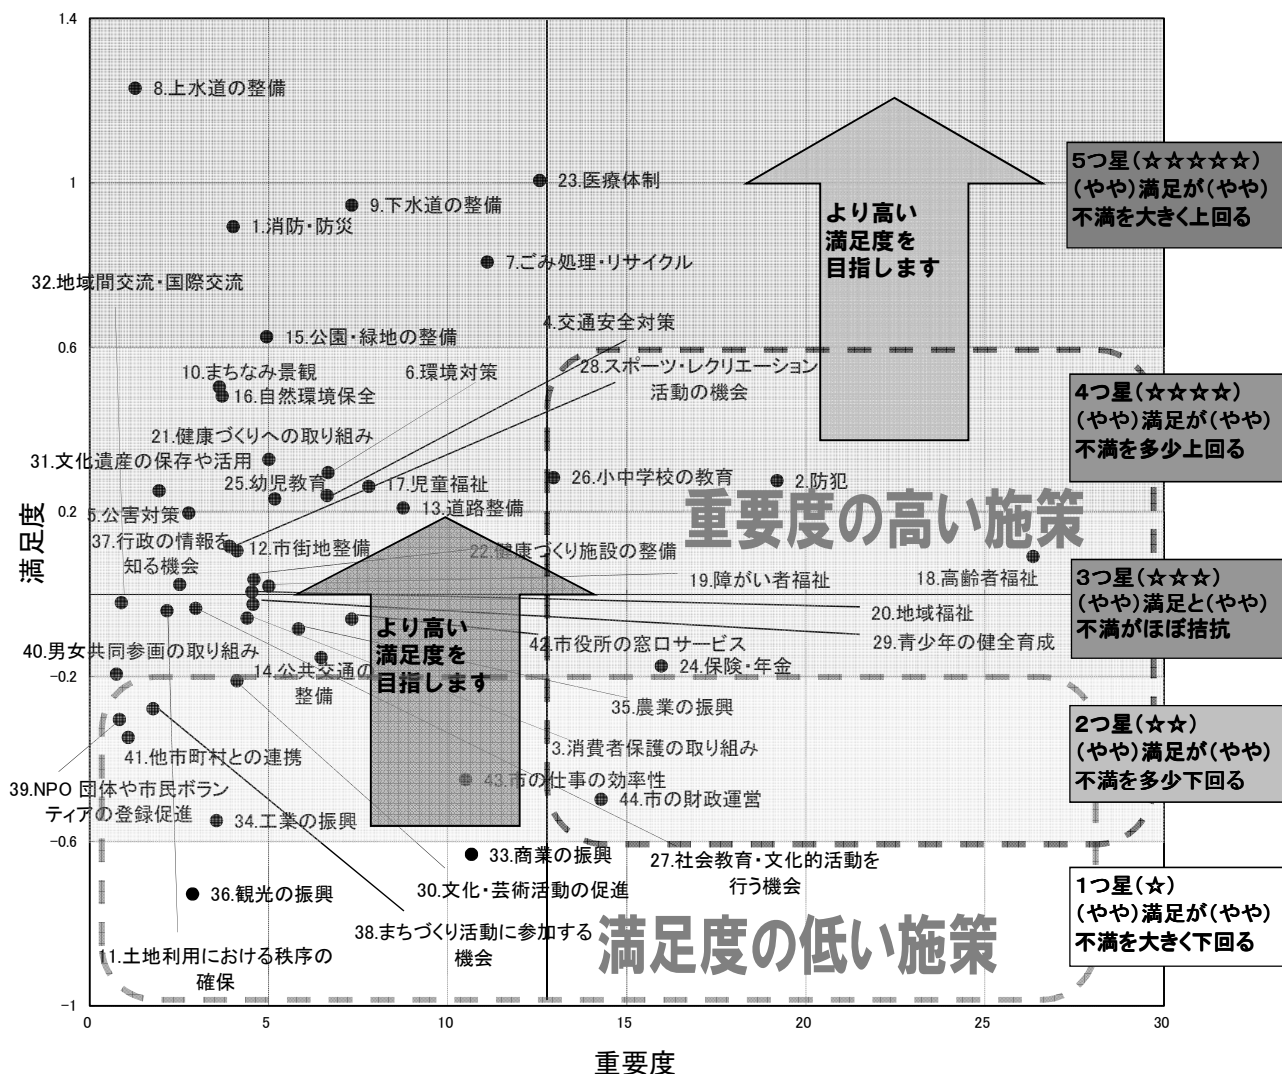 1.4
8.上水道の整備
5つ星(☆☆☆☆☆)
(やや)満足が(やや)
不満を大きく上回る
1
23.医療体制
9.下水道の整備
1.消防・防災
より高い
満足度を
目指します
7.ごみ処理・リサイクル
32.地域間交流・国際交流
4.交通安全対策
15.公園・緑地の整備
0.6
10.まちなみ景観
6.環境対策
28.スポーツ・レクリエーション
活動の機会
16.自然環境保全
4つ星(☆☆☆☆)
(やや)満足が(やや)
不満を多少上回る
21.健康づくりへの取り組み
31.文化遺産の保存や活用
25.幼児教育
17.児童福祉
26.小中学校の教育
2.防犯
0.2
5.公害対策
13.道路整備
重要度の高い施策
満足度
37.行政の情報を
知る機会
12.市街地整備
22.健康づくり施設の整備
19.障がい者福祉
18.高齢者福祉
3つ星(☆☆☆)
(やや)満足と(やや)
不満がほぼ拮抗
20.地域福祉
より高い
満足度を
目指します
42.市役所の窓口サービス
29.青少年の健全育成
40.男女共同参画の取り組み
14.公共交通の
整備
24.保険・年金
-0.2
35.農業の振興
2つ星(☆☆)
(やや)満足が(やや)
不満を多少下回る
41.他市町村との連携
3.消費者保護の取り組み
39.NPO 団体や市民ボラン
ティアの登録促進
43.市の仕事の効率性
44.市の財政運営
34.工業の振興
-0.6
33.商業の振興
27.社会教育・文化的活動を
行う機会
36.観光の振興
30.文化・芸術活動の促進
1つ星(☆)
(やや)満足が(やや)
不満を大きく下回る
38.まちづくり活動に参加する
機会
満足度の低い施策
11.土地利用における秩序の
確保
-1
0
5
10
15
20
25
30
重要度